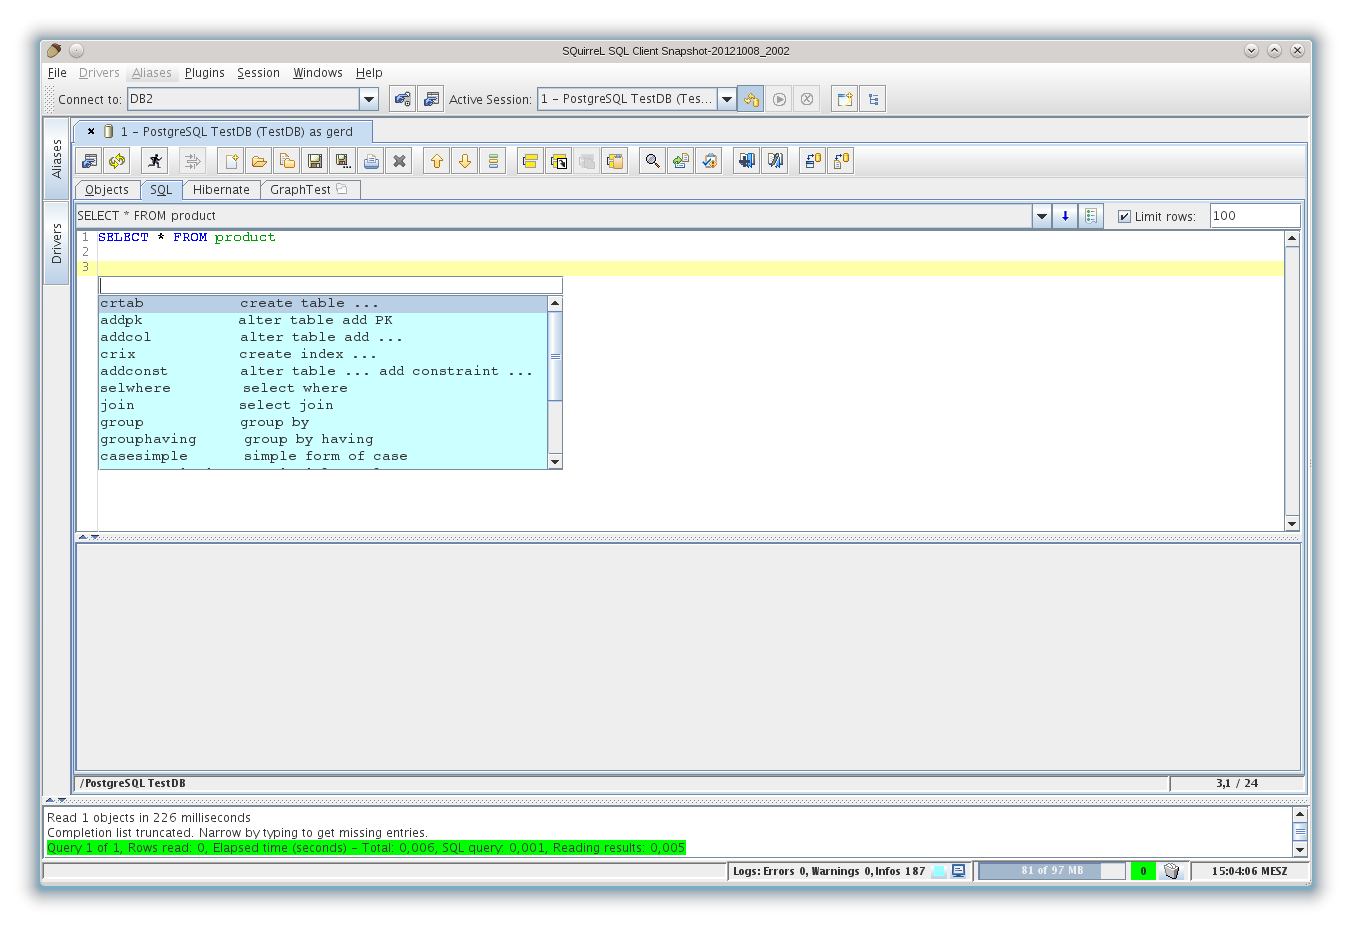 SQuirreL SQL Client Snapshot-20121008_2002
File Drivers Aliases Plugins Session Windows Help
Connect to: DB2 Active Session: 1 – PostgreSQL TestDB (Tes...
Aliases
Drivers
1 – PostgreSQL TestDB (TestDB) as gerd
Objects SQL Hibernate GraphTest
SELECT * FROM product Limit rows: 100
1 SELECT * FROM product
2
3
crtab create table ...
addpk alter table add PK
addcol alter table add ...
crix create index ...
addconst alter table ... add constraint ...
selwhere select where
join select join
group group by
grouphaving group by having
casesimple simple form of case
/PostgreSQL TestDB 3,1 / 24
Read 1 objects in 226 milliseconds
Completion list truncated. Narrow by typing to get missing entries.
Query 1 of 1, Rows read: 0, Elapsed time (seconds) – Total: 0,006, SQL query: 0,001, Reading results: 0,005
Logs: Errors 0, Warnings 0, Infos 187 81 of 97 MB 0 15:04:06 MESZ